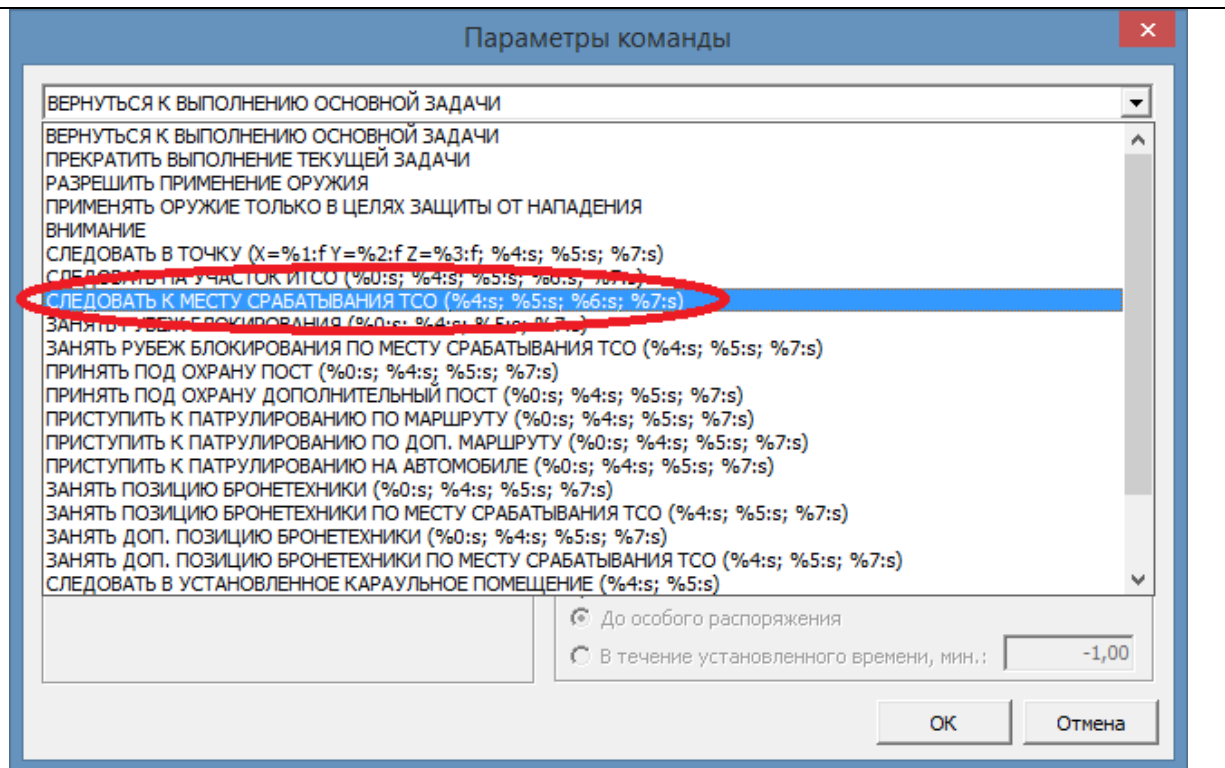 Параметры команды
ВЕРНУТЬСЯ К ВЫПОЛНЕНИЮ ОСНОВНОЙ ЗАДАЧИ
ВЕРНУТЬСЯ К ВЫПОЛНЕНИЮ ОСНОВНОЙ ЗАДАЧИ
ПРЕКРАТИТЬ ВЫПОЛНЕНИЕ ТЕКУЩЕЙ ЗАДАЧИ
РАЗРЕШИТЬ ПРИМЕНЕНИЕ ОРУЖИЯ
ПРИМЕНЯТЬ ОРУЖИЕ ТОЛЬКО В ЦЕЛЯХ ЗАЩИТЫ ОТ НАПАДЕНИЯ
ВНИМАНИЕ
СЛЕДОВАТЬ В ТОЧКУ (X=%1:f Y=%2:f Z=%3:f; %4:s; %5:s; %7:s)
СЛЕДОВАТЬ НА УЧАСТОК ИТСО (%0:s; %4:s; %5:s; %6:s; %7:s)
СЛЕДОВАТЬ К МЕСТУ СРАБАТЫВАНИЯ ТСО (%4:s; %5:s; %6:s; %7:s)
ЗАНЯТЬ РУБЕЖ БЛОКИРОВАНИЯ (%0:s; %4:s; %5:s; %7:s)
ЗАНЯТЬ РУБЕЖ БЛОКИРОВАНИЯ ПО МЕСТУ СРАБАТЫВАНИЯ ТСО (%4:s; %5:s; %7:s)
ПРИНЯТЬ ПОД ОХРАНУ ПОСТ (%0:s; %4:s; %5:s; %7:s)
ПРИНЯТЬ ПОД ОХРАНУ ДОПОЛНИТЕЛЬНЫЙ ПОСТ (%0:s; %4:s; %5:s; %7:s)
ПРИСТУПИТЬ К ПАТРУЛИРОВАНИЮ ПО МАРШРУТУ (%0:s; %4:s; %5:s; %7:s)
ПРИСТУПИТЬ К ПАТРУЛИРОВАНИЮ ПО ДОП. МАРШРУТУ (%0:s; %4:s; %5:s; %7:s)
ПРИСТУПИТЬ К ПАТРУЛИРОВАНИЮ НА АВТОМОБИЛЕ (%0:s; %4:s; %5:s; %7:s)
ЗАНЯТЬ ПОЗИЦИЮ БРОНЕТЕХНИКИ (%0:s; %4:s; %5:s; %7:s)
ЗАНЯТЬ ПОЗИЦИЮ БРОНЕТЕХНИКИ ПО МЕСТУ СРАБАТЫВАНИЯ ТСО (%4:s; %5:s; %7:s)
ЗАНЯТЬ ДОП. ПОЗИЦИЮ БРОНЕТЕХНИКИ (%0:s; %4:s; %5:s; %7:s)
ЗАНЯТЬ ДОП. ПОЗИЦИЮ БРОНЕТЕХНИКИ ПО МЕСТУ СРАБАТЫВАНИЯ ТСО (%4:s; %5:s; %7:s)
СЛЕДОВАТЬ В УСТАНОВЛЕННОЕ КАРАУЛЬНОЕ ПОМЕЩЕНИЕ (%4:s; %5:s)
До особого распоряжения
В течение установленного времени, мин.: -1,00
ОК Отмена